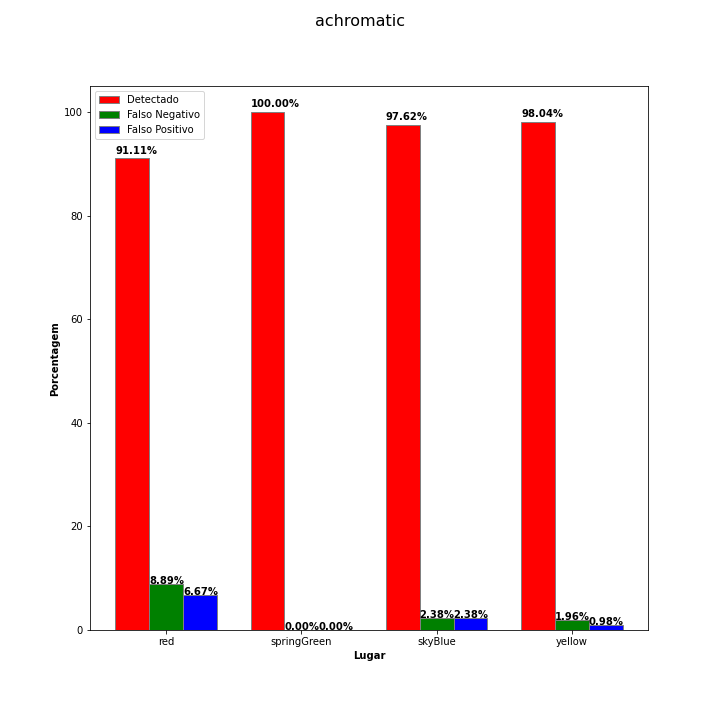 achromatic
Detectado
Falso Negativo
Falso Positivo
91.11%
100.00%
97.62%
98.04%
8.89%
6.67%
0.00%
0.00%
2.38%
2.38%
1.96%
0.98%
100
80
60
40
20
0
Porcentagem
red
springGreen
skyBlue
yellow
Lugar